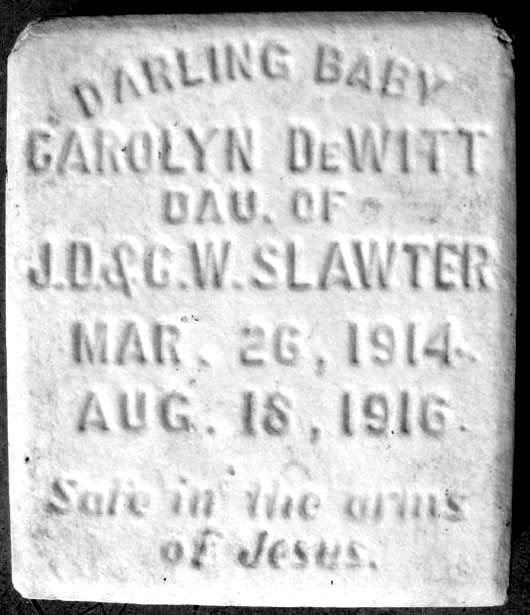 DARLING BABY
CAROLYN DEWITT
DAU. OF
J.D.&C.W.SLAWTER
MAR. 26, 1914.
AUG. 18, 1916.
Safe in the arms
of Jesus.